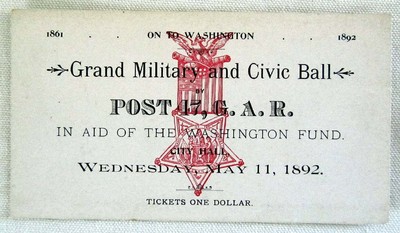 1861 . . ON TO WASHINGTON . . 1892
Grand Military and Civic Ball
BY
POST 17, G. A. R.
IN AID OF THE WASHINGTON FUND.
CITY HALL,
WEDNESDAY, MAY 11, 1892.
TICKETS ONE DOLLAR.